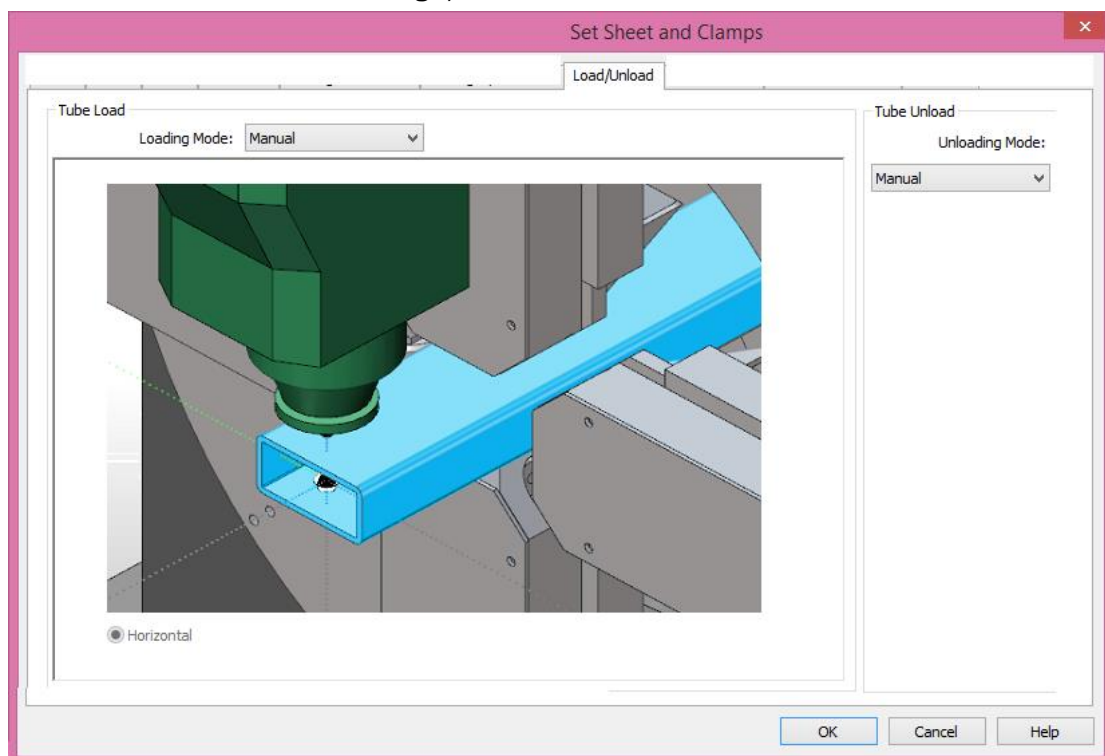 Set Sheet and Clamps
Load/Unload
Tube Load
Loading Mode: Manual
Horizontal
Tube Unload
Unloading Mode:
Manual
OK Cancel Help